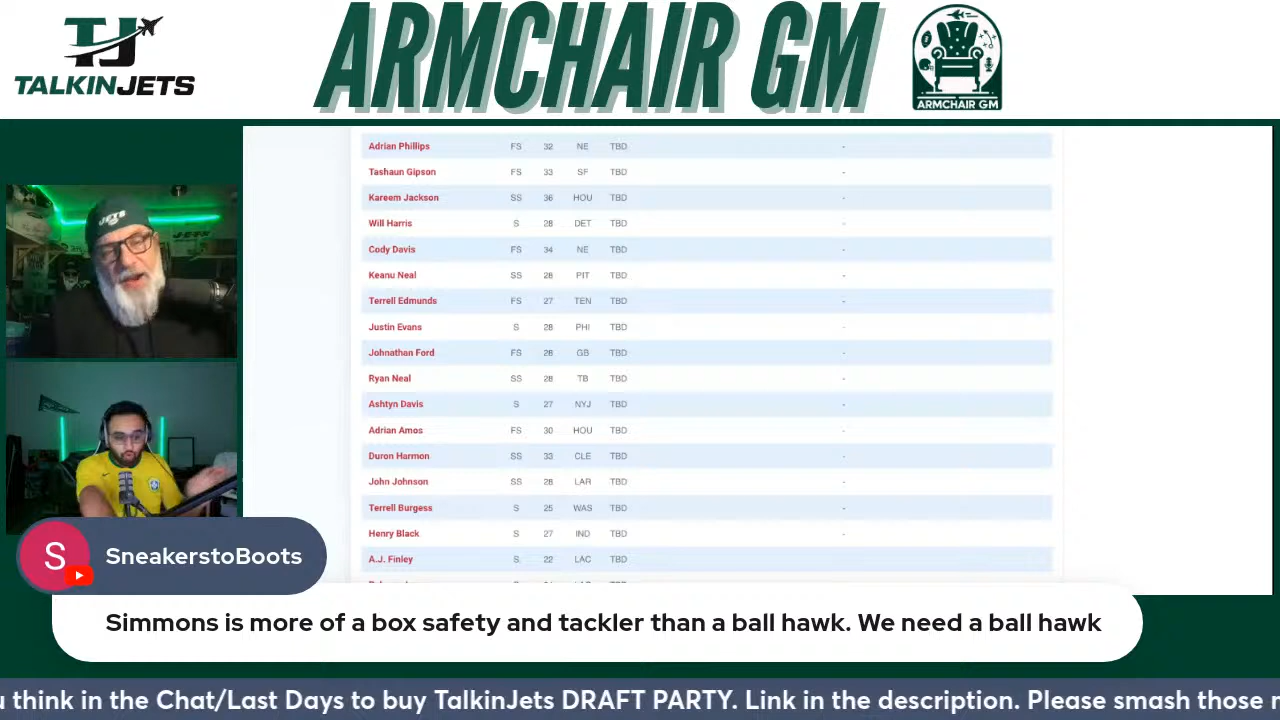 TJ
TALKINJETS
ARMCHAIR GM
ARMCHAIR GM
JETS
Adrian Phillips FS 32 NE TBD -
Tashaun Gipson FS 33 SF TBD -
Kareem Jackson SS 36 HOU TBD -
Will Harris S 28 DET TBD -
Cody Davis FS 34 NE TBD -
Keanu Neal SS 28 PIT TBD -
Terrell Edmunds FS 27 TEN TBD -
Justin Evans S 28 PHI TBD -
Johnathan Ford FS 28 GB TBD -
Ryan Neal SS 28 TB TBD -
Ashtyn Davis S 27 NYJ TBD -
Adrian Amos FS 30 HOU TBD -
Duron Harmon SS 33 CLE TBD -
John Johnson SS 28 LAR TBD -
Terrell Burgess S 25 WAS TBD -
Henry Black S 27 IND TBD -
A.J. Finley S 22 LAC TBD
S SneakerstoBoots
Simmons is more of a box safety and tackler than a ball hawk. We need a ball hawk
think in the Chat/Last Days to buy TalkinJets DRAFT PARTY. Link in the description. Please smash those